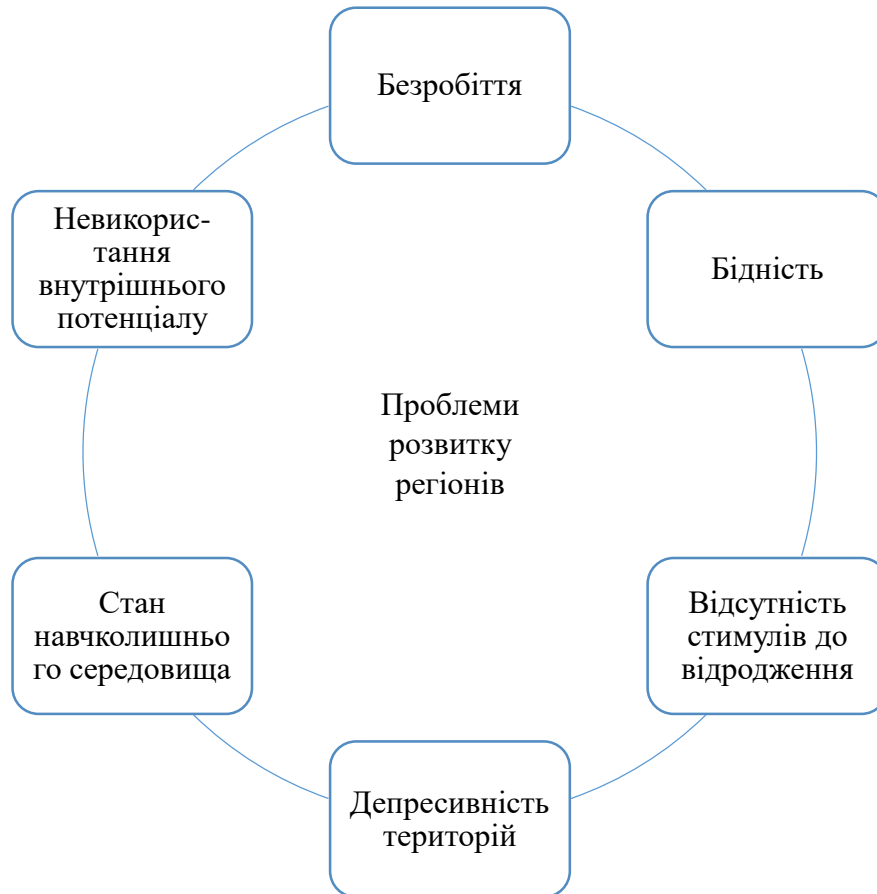 Безробіття
Невикорис-
тання
внутрішнього
потенціалу
Бідність
Проблеми
розвитку
регіонів
Стан
навчколишньо
го середовища
Відсутність
стимулів до
відродження
Депресивність
територій